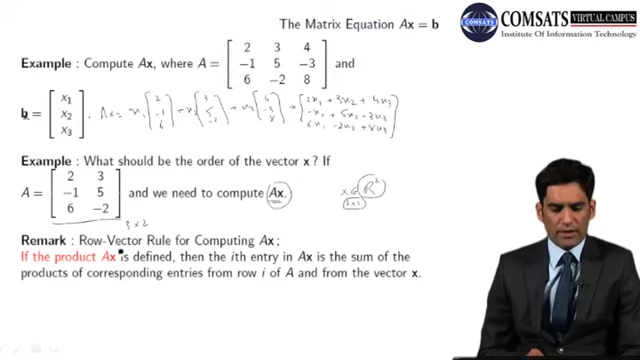 The Matrix Equation Ax = b
COMSATS VIRTUAL CAMPUS
Institute Of Information Technology
Example : Compute Ax, where A = [ 2 3 4 and
−1 5 −3
6 −2 8 ]
b = [ x1
x2
x3 ] . Ax = x1 [ 2 -1 6 ] + x2 [ 3 5 -2 ] + x3 [ 4 -3 8 ] = [ 2x1 + 3x2 + 4x3
-x1 + 5x2 - 3x3
6x1 - 2x2 + 8x3 ]
Example : What should be the order of the vector x? If
A = [ 2 3
−1 5
6 −2 ] 3×2 and we need to compute Ax. x ∈ R² 2×1
Remark : Row-Vector Rule for Computing Ax;
If the product Ax is defined, then the ith entry in Ax is the sum of the
products of corresponding entries from row i of A and from the vector x.